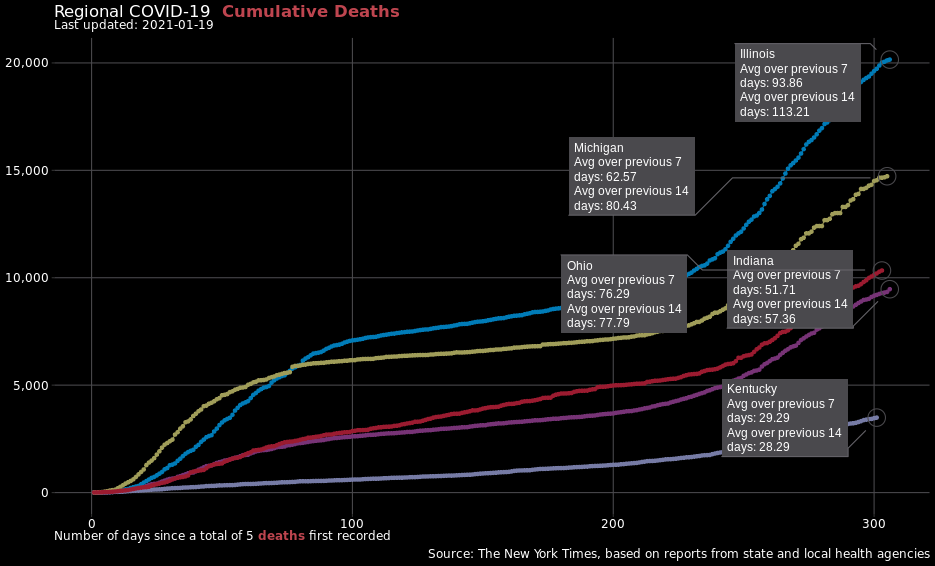 Regional COVID-19 Cumulative Deaths
Last updated: 2021-01-19
20,000
15,000
10,000
5,000
0
Illinois
Avg over previous 7
days: 93.86
Avg over previous 14
days: 113.21
Michigan
Avg over previous 7
days: 62.57
Avg over previous 14
days: 80.43
Ohio
Avg over previous 7
days: 76.29
Avg over previous 14
days: 77.79
Indiana
Avg over previous 7
days: 51.71
Avg over previous 14
days: 57.36
Kentucky
Avg over previous 7
days: 29.29
Avg over previous 14
days: 28.29
0
100
200
300
Number of days since a total of 5 deaths first recorded
Source: The New York Times, based on reports from state and local health agencies